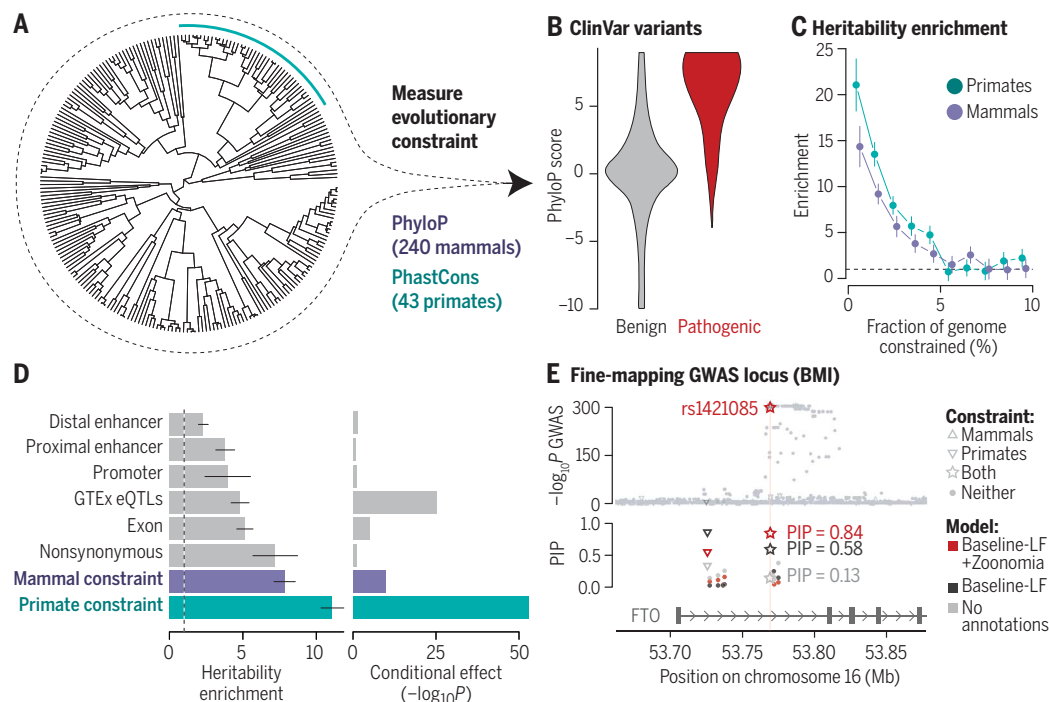 A
Measure
evolutionary
constraint
PhyloP
(240 mammals)
PhastCons
(43 primates)
B ClinVar variants
PhyloP score
5
0
−5
−10
Benign
Pathogenic
C Heritability enrichment
Enrichment
25
20
15
10
5
0
Primates
Mammals
0
5
10
Fraction of genome
constrained (%)
D
Distal enhancer
Proximal enhancer
Promoter
GTEx eQTLs
Exon
Nonsynonymous
Mammal constraint
Primate constraint
0
5
10
Heritability
enrichment
0
25
50
Conditional effect
(−log10P)
E Fine-mapping GWAS locus (BMI)
−log10P GWAS
300
150
0
rs1421085
PIP
1.0
0.5
0.0
PIP = 0.84
PIP = 0.58
PIP = 0.13
FTO
53.70
53.75
53.80
53.85
Position on chromosome 16 (Mb)
Constraint:
Mammals
Primates
Both
Neither
Model:
Baseline-LF
+Zoonomia
Baseline-LF
No
annotations